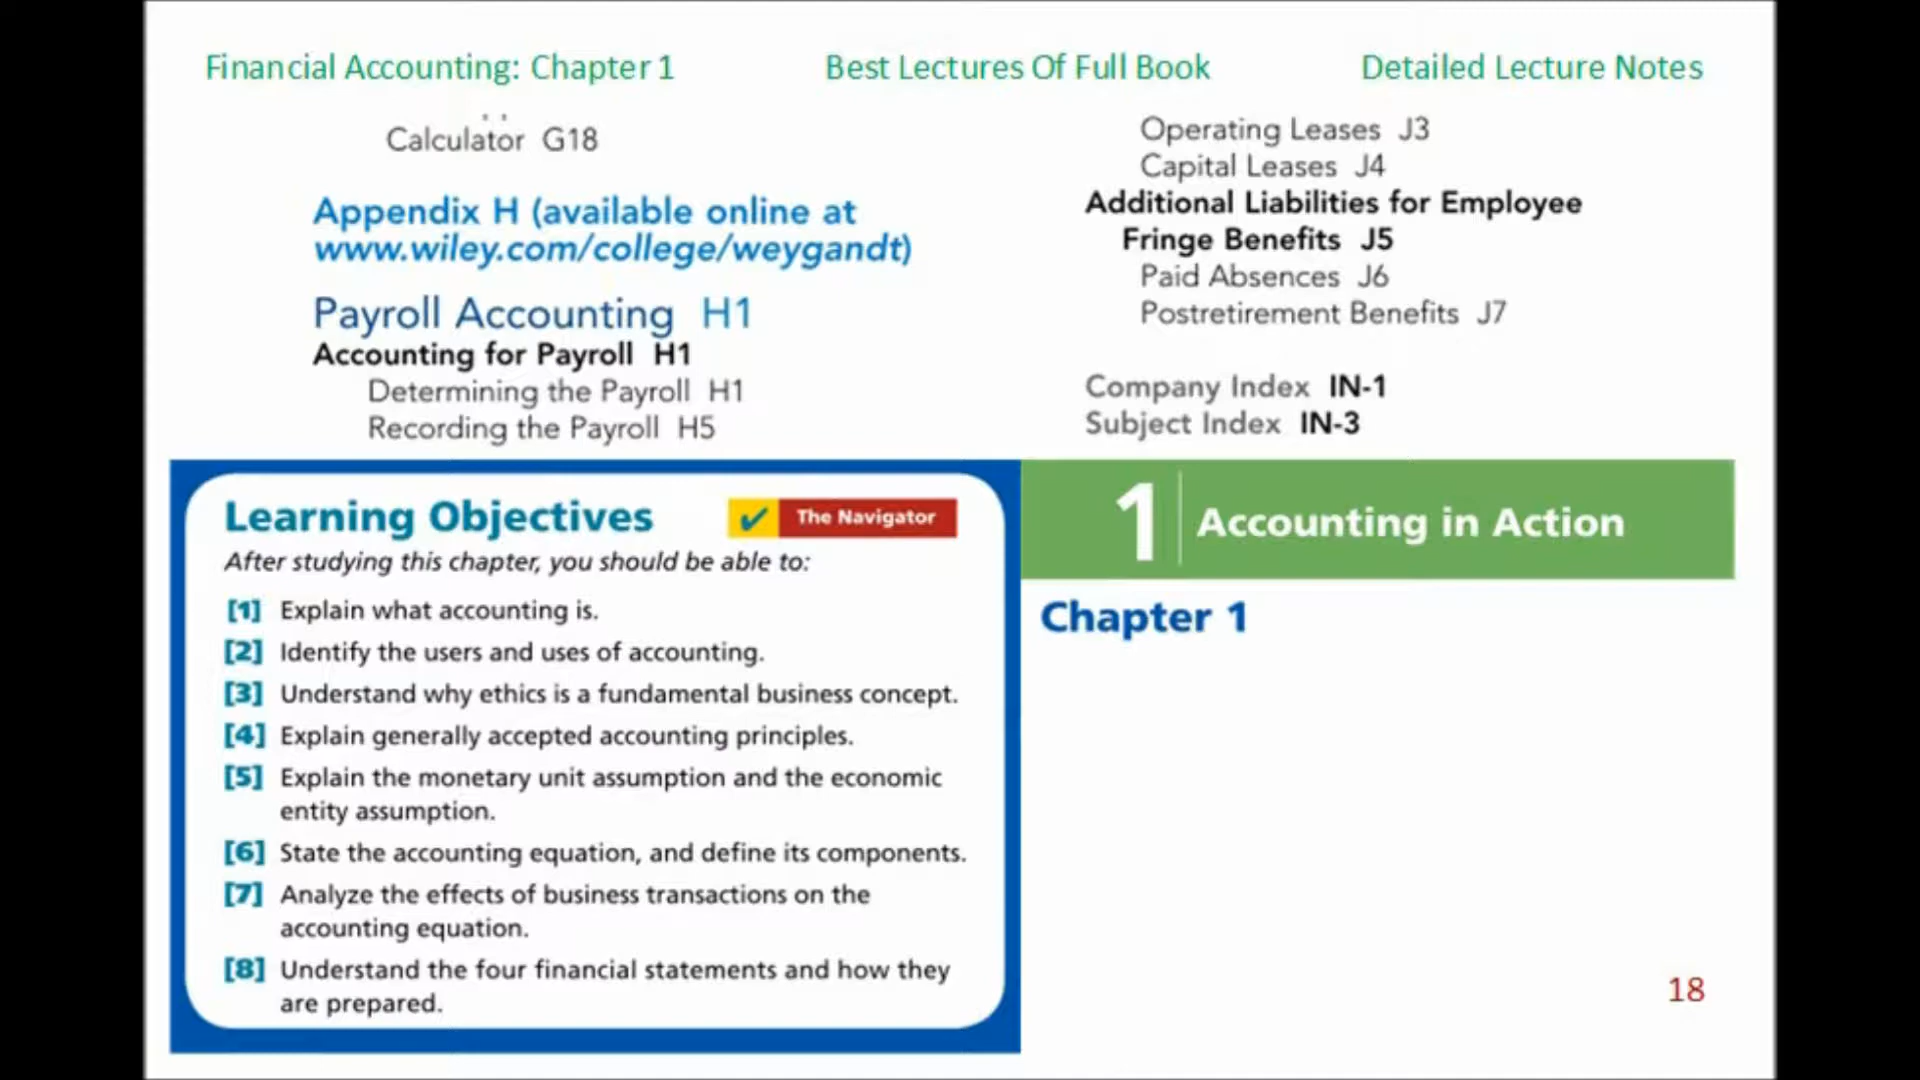 Financial Accounting: Chapter 1
Best Lectures Of Full Book
Detailed Lecture Notes
Calculator G18
Appendix H (available online at
www.wiley.com/college/weygandt)
Payroll Accounting H1
Accounting for Payroll H1
Determining the Payroll H1
Recording the Payroll H5
Operating Leases J3
Capital Leases J4
Additional Liabilities for Employee
Fringe Benefits J5
Paid Absences J6
Postretirement Benefits J7
Company Index IN-1
Subject Index IN-3
Learning Objectives
✔ The Navigator
After studying this chapter, you should be able to:
[1] Explain what accounting is.
[2] Identify the users and uses of accounting.
[3] Understand why ethics is a fundamental business concept.
[4] Explain generally accepted accounting principles.
[5] Explain the monetary unit assumption and the economic
entity assumption.
[6] State the accounting equation, and define its components.
[7] Analyze the effects of business transactions on the
accounting equation.
[8] Understand the four financial statements and how they
are prepared.
1 Accounting in Action
Chapter 1
18